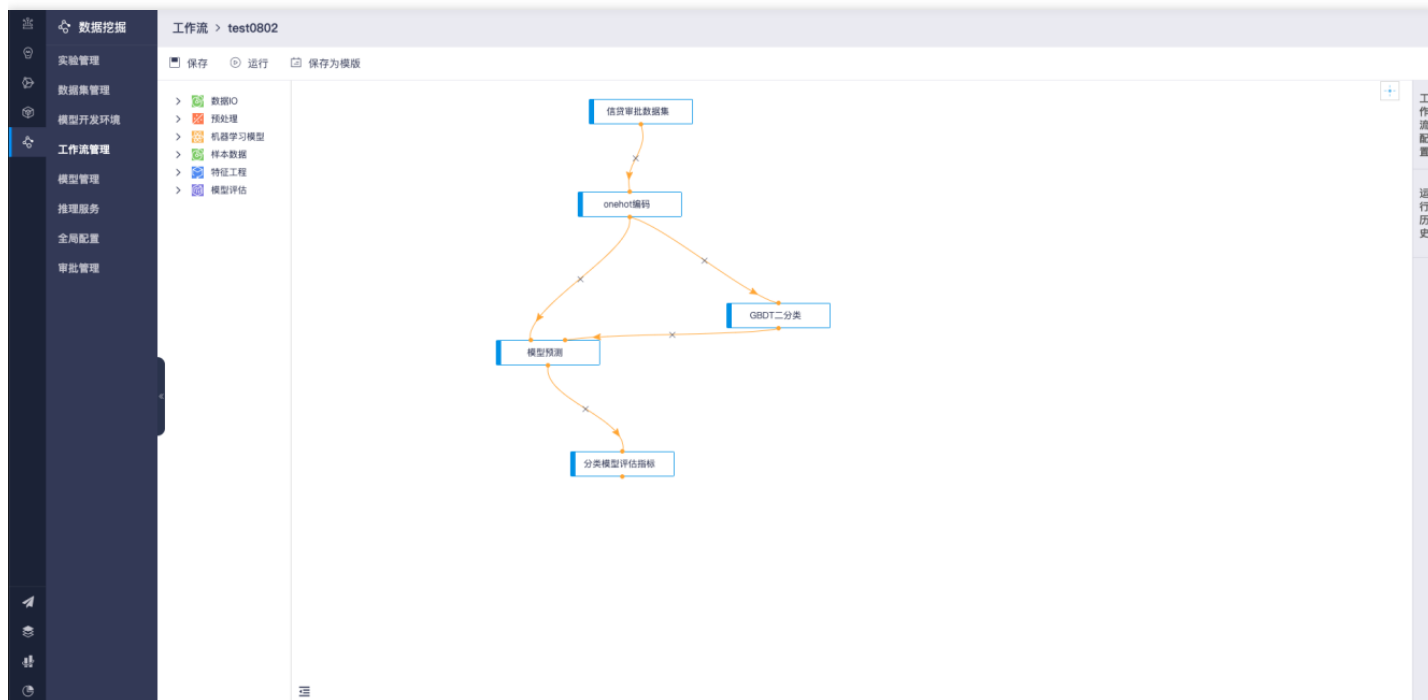 数据挖掘
实验管理
数据集管理
模型开发环境
工作流管理
模型管理
推理服务
全局配置
审批管理
工作流 > test0802
保存 运行 保存为模版
数据IO
预处理
机器学习模型
样本数据
特征工程
模型评估
信贷审批数据集
onehot编码
GBDT二分类
模型预测
分类模型评估指标
工作流配置
运行历史